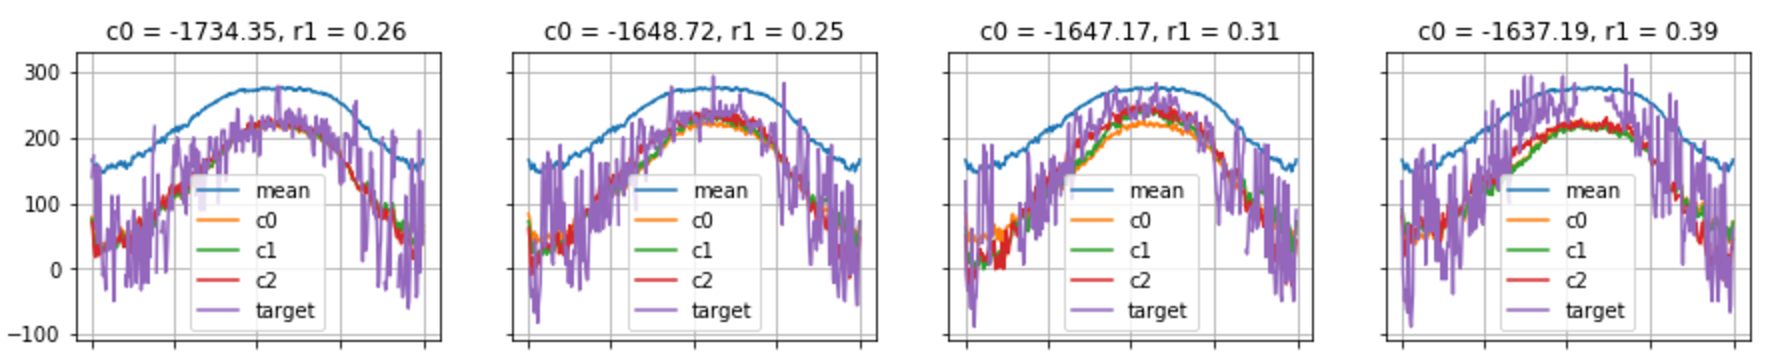 c0 = -1734.35, r1 = 0.26
300
200
100
0
−100
mean
c0
c1
c2
target
c0 = -1648.72, r1 = 0.25
mean
c0
c1
c2
target
c0 = -1647.17, r1 = 0.31
mean
c0
c1
c2
target
c0 = -1637.19, r1 = 0.39
mean
c0
c1
c2
target